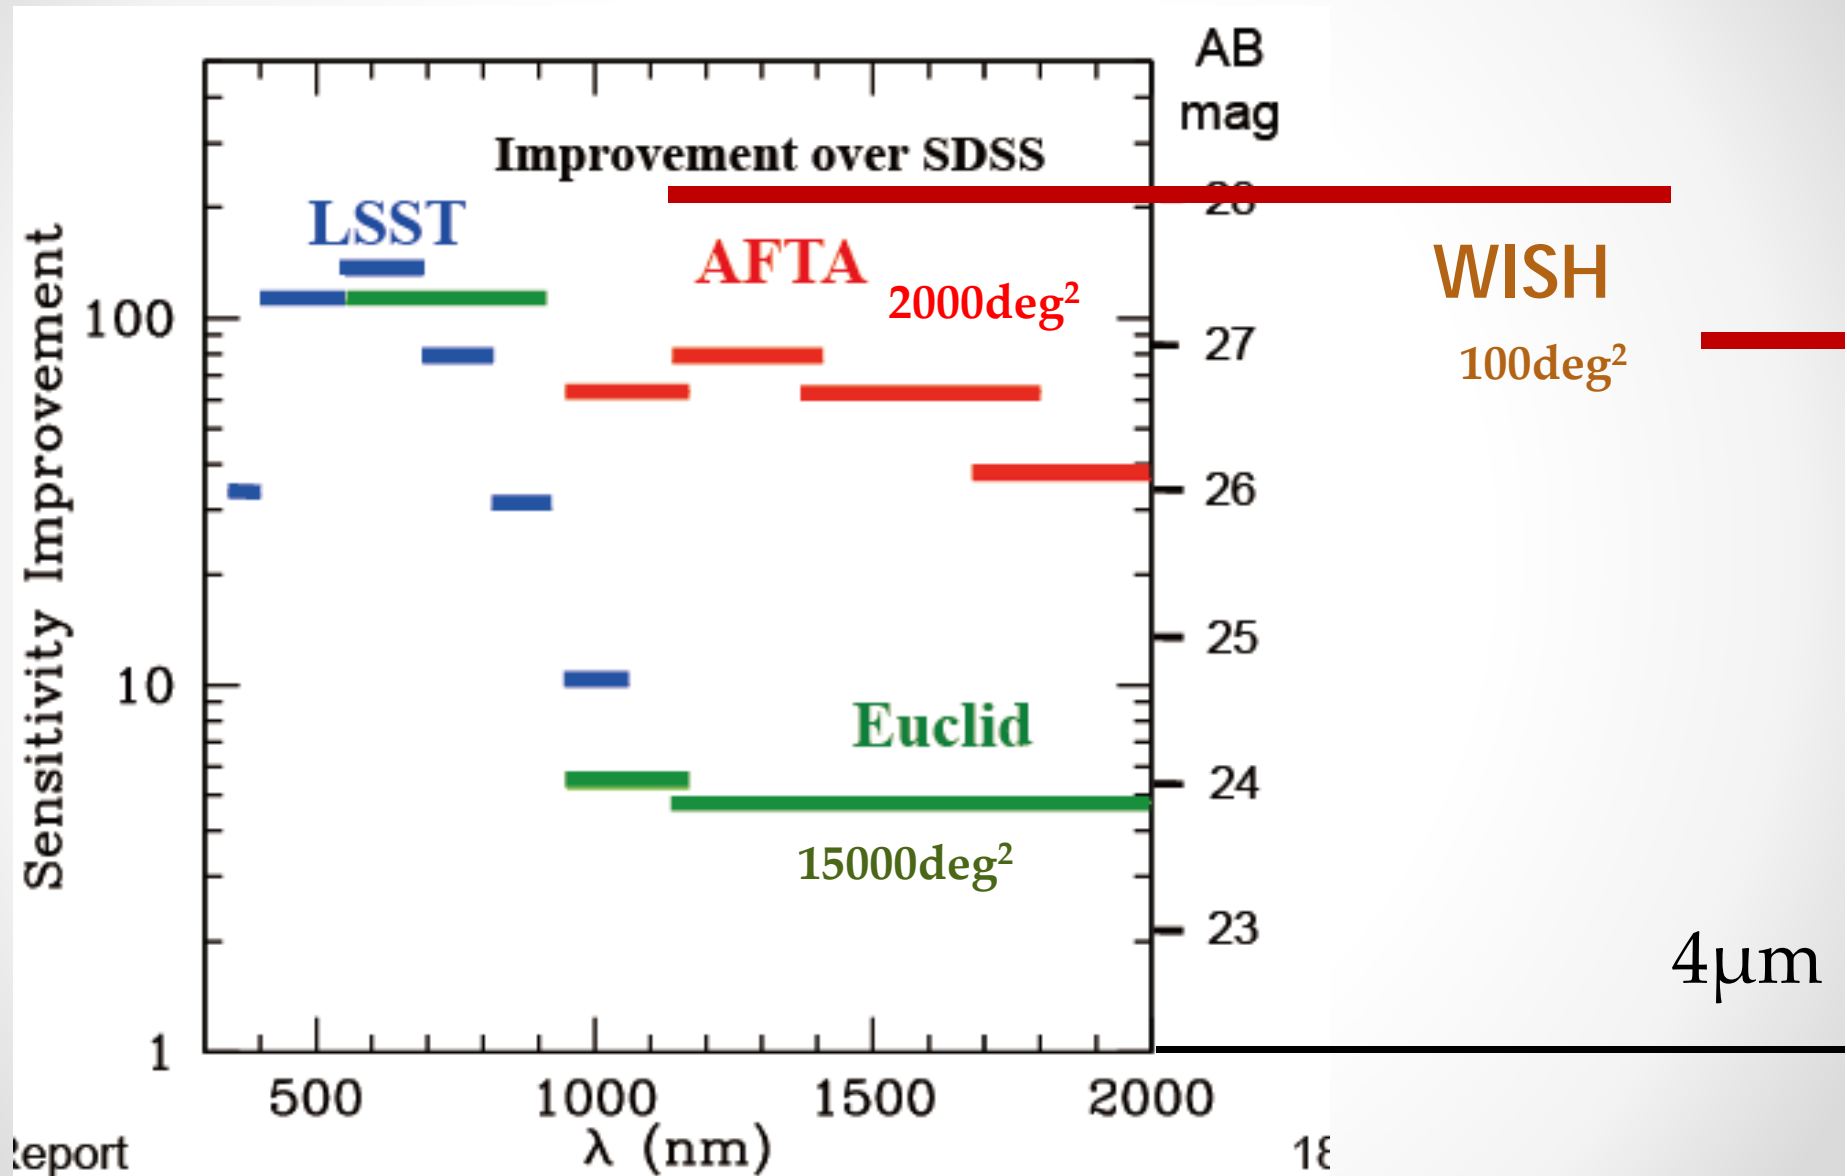 AB
mag
Improvement over SDSS
28
LSST
AFTA
2000deg²
WISH
100deg²
Sensitivity Improvement
100
10
1
27
26
25
24
23
Euclid
15000deg²
4μm
500
1000
1500
2000
λ (nm)